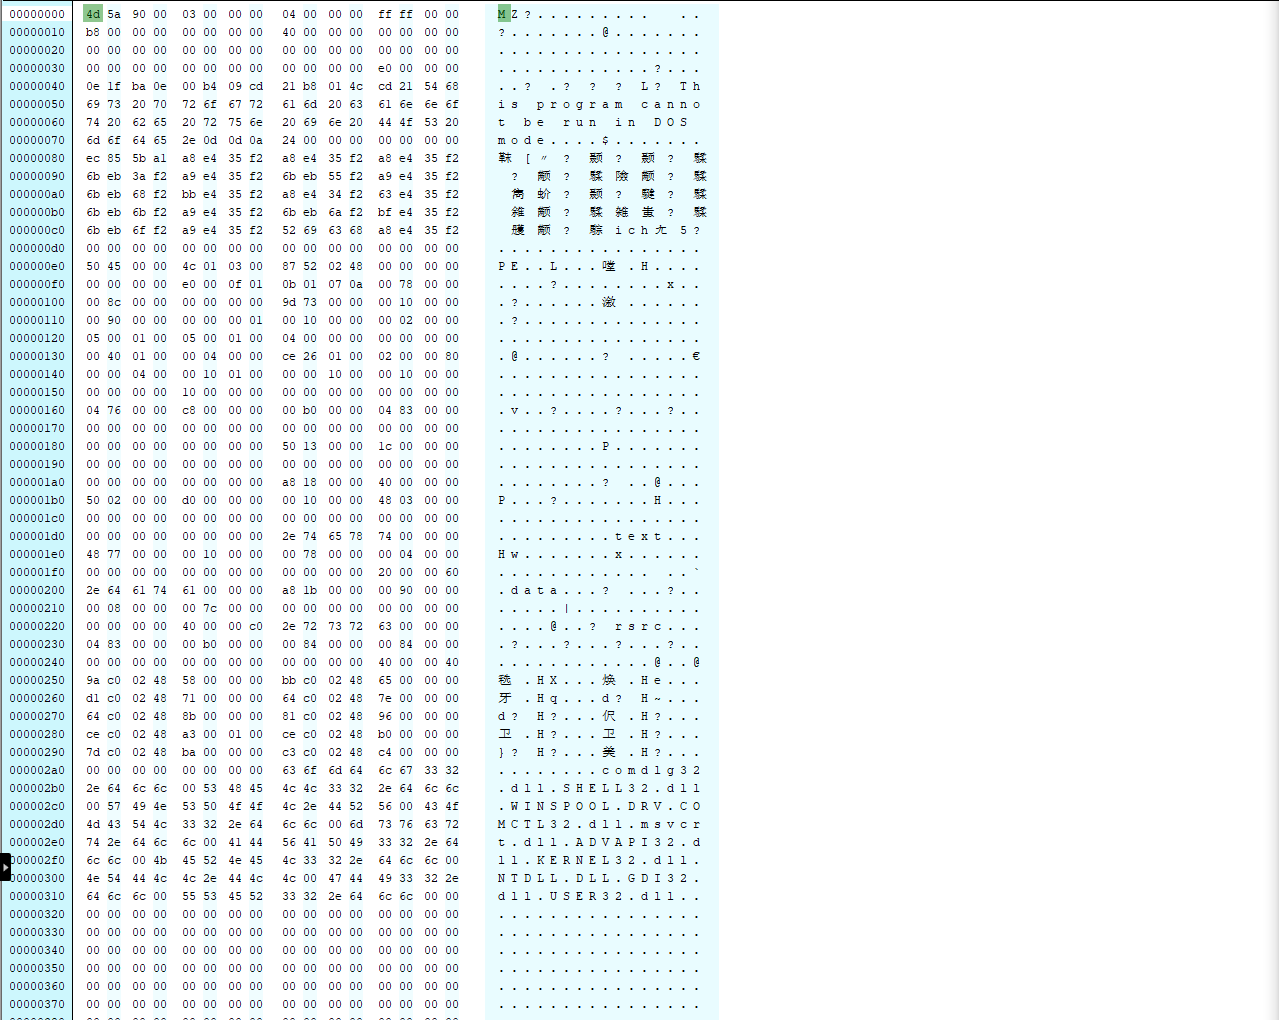 00000000 4d 5a 90 00 03 00 00 00 04 00 00 00 ff ff 00 00 MZ?......... ..
00000010 b8 00 00 00 00 00 00 00 40 00 00 00 00 00 00 00 ?.......@.......
00000020 00 00 00 00 00 00 00 00 00 00 00 00 00 00 00 00 ................
00000030 00 00 00 00 00 00 00 00 00 00 00 00 e0 00 00 00 ............?...
00000040 0e 1f ba 0e 00 b4 09 cd 21 b8 01 4c cd 21 54 68 ..? .? ? ? L? Th
00000050 69 73 20 70 72 6f 67 72 61 6d 20 63 61 6e 6e 6f is program canno
00000060 74 20 62 65 20 72 75 6e 20 69 6e 20 44 4f 53 20 t be run in DOS
00000070 6d 6f 64 65 2e 0d 0d 0a 24 00 00 00 00 00 00 00 mode....$.......
00000080 ec 85 5b a1 a8 e4 35 f2 a8 e4 35 f2 a8 e4 35 f2
00000090 6b eb 3a f2 a9 e4 35 f2 6b eb 55 f2 a9 e4 35 f2
000000a0 6b eb 68 f2 bb e4 35 f2 a8 e4 34 f2 63 e4 35 f2
000000b0 6b eb 6b f2 a9 e4 35 f2 6b eb 6a f2 bf e4 35 f2
000000c0 6b eb 6f f2 a9 e4 35 f2 52 69 63 68 a8 e4 35 f2
000000d0 00 00 00 00 00 00 00 00 00 00 00 00 00 00 00 00 ................
000000e0 50 45 00 00 4c 01 03 00 87 52 02 48 00 00 00 00 PE..L...嘡.H....
000000f0 00 00 00 00 e0 00 0f 01 0b 01 07 0a 00 78 00 00 ....?........x..
00000100 00 8c 00 00 00 00 00 00 9d 73 00 00 00 10 00 00 .?......漖......
00000110 00 90 00 00 00 00 00 01 00 10 00 00 00 02 00 00 .?..............
00000120 05 00 01 00 05 00 01 00 04 00 00 00 00 00 00 00 ................
00000130 00 40 01 00 00 04 00 00 ce 26 01 00 02 00 00 80 .@......? .....€
00000140 00 00 04 00 00 10 01 00 00 00 10 00 00 10 00 00 ................
00000150 00 00 00 00 10 00 00 00 00 00 00 00 00 00 00 00 ................
00000160 04 76 00 00 c8 00 00 00 00 b0 00 00 04 83 00 00 .v..?....?...?..
00000170 00 00 00 00 00 00 00 00 00 00 00 00 00 00 00 00 ................
00000180 00 00 00 00 00 00 00 00 50 13 00 00 1c 00 00 00 ........P.......
00000190 00 00 00 00 00 00 00 00 00 00 00 00 00 00 00 00 ................
000001a0 00 00 00 00 00 00 00 00 a8 18 00 00 40 00 00 00 ........? ..@...
000001b0 50 02 00 00 d0 00 00 00 00 10 00 00 48 03 00 00 P...?.......H...
000001c0 00 00 00 00 00 00 00 00 00 00 00 00 00 00 00 00 ................
000001d0 00 00 00 00 00 00 00 00 2e 74 65 78 74 00 00 00 .........text...
000001e0 48 77 00 00 00 10 00 00 00 78 00 00 00 04 00 00 Hw.......x......
000001f0 00 00 00 00 00 00 00 00 00 00 00 00 20 00 00 60 ............ ..`
00000200 2e 64 61 74 61 00 00 00 a8 1b 00 00 00 90 00 00 .data...? ...?..
00000210 00 08 00 00 00 7c 00 00 00 00 00 00 00 00 00 00 .....|..........
00000220 00 00 00 00 40 00 00 c0 2e 72 73 72 63 00 00 00 ....@..? rsrc...
00000230 04 83 00 00 00 b0 00 00 00 84 00 00 00 84 00 00 .?...?...?...?..
00000240 00 00 00 00 00 00 00 00 00 00 00 00 40 00 00 40 ............@..@
00000250 9a c0 02 48 58 00 00 00 bb c0 02 48 65 00 00 00 毸.HX...焕.He...
00000260 d1 c0 02 48 71 00 00 00 64 c0 02 48 7e 00 00 00 牙.Hq...d? H~...
00000270 64 c0 02 48 8b 00 00 00 81 c0 02 48 96 00 00 00 d? H?...伬.H?...
00000280 ce c0 02 48 a3 00 01 00 ce c0 02 48 b0 00 00 00 卫.H?...卫.H?...
00000290 7d c0 02 48 ba 00 00 00 c3 c0 02 48 c4 00 00 00 }? H?...美.H?...
000002a0 00 00 00 00 00 00 00 00 63 6f 6d 64 6c 67 33 32 ........comdlg32
000002b0 2e 64 6c 6c 00 53 48 45 4c 4c 33 32 2e 64 6c 6c .dll.SHELL32.dll
000002c0 00 57 49 4e 53 50 4f 4f 4c 2e 44 52 56 00 43 4f .WINSPOOL.DRV.CO
000002d0 4d 43 54 4c 33 32 2e 64 6c 6c 00 6d 73 76 63 72 MCTL32.dll.msvcr
000002e0 74 2e 64 6c 6c 00 41 44 56 41 50 49 33 32 2e 64 t.dll.ADVAPI32.d
000002f0 6c 6c 00 4b 45 52 4e 45 4c 33 32 2e 64 6c 6c 00 ll.KERNEL32.dll.
00000300 4e 54 44 4c 4c 2e 44 4c 4c 00 47 44 49 33 32 2e NTDLL.DLL.GDI32.
00000310 64 6c 6c 00 55 53 45 52 33 32 2e 64 6c 6c 00 00 dll.USER32.dll..
00000320 00 00 00 00 00 00 00 00 00 00 00 00 00 00 00 00 ................
00000330 00 00 00 00 00 00 00 00 00 00 00 00 00 00 00 00 ................
00000340 00 00 00 00 00 00 00 00 00 00 00 00 00 00 00 00 ................
00000350 00 00 00 00 00 00 00 00 00 00 00 00 00 00 00 00 ................
00000360 00 00 00 00 00 00 00 00 00 00 00 00 00 00 00 00 ................
00000370 00 00 00 00 00 00 00 00 00 00 00 00 00 00 00 00 ................